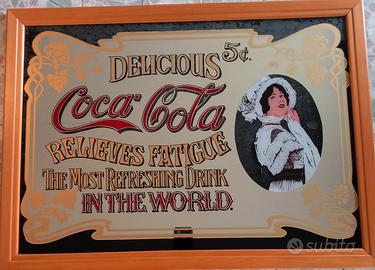 DELICIOUS 5¢.
Coca-Cola
RELIEVES FATIGUE
THE MOST REFRESHING DRINK
IN THE WORLD.
subito